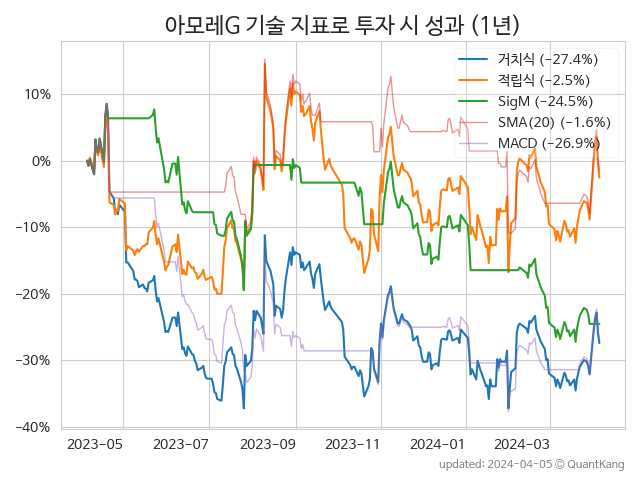 아모레G 기술 지표로 투자 시 성과 (1년)
거치식 (−27.4%)
적립식 (−2.5%)
SigM (−24.5%)
SMA(20) (−1.6%)
MACD (−26.9%)
10%
0%
−10%
−20%
−30%
−40%
2023−05 2023−07 2023−09 2023−11 2024−01 2024−03
updated: 2024−04−05 © QuantKang